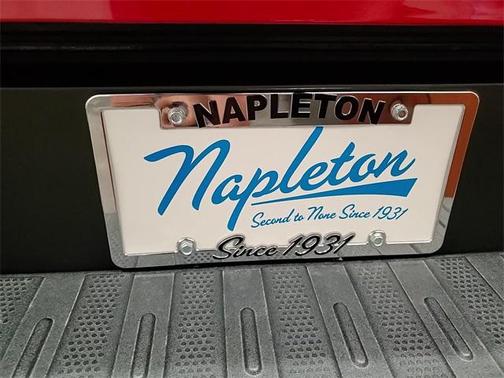 NAPLETON
Napleton
Second to None Since 1931
Since 1931